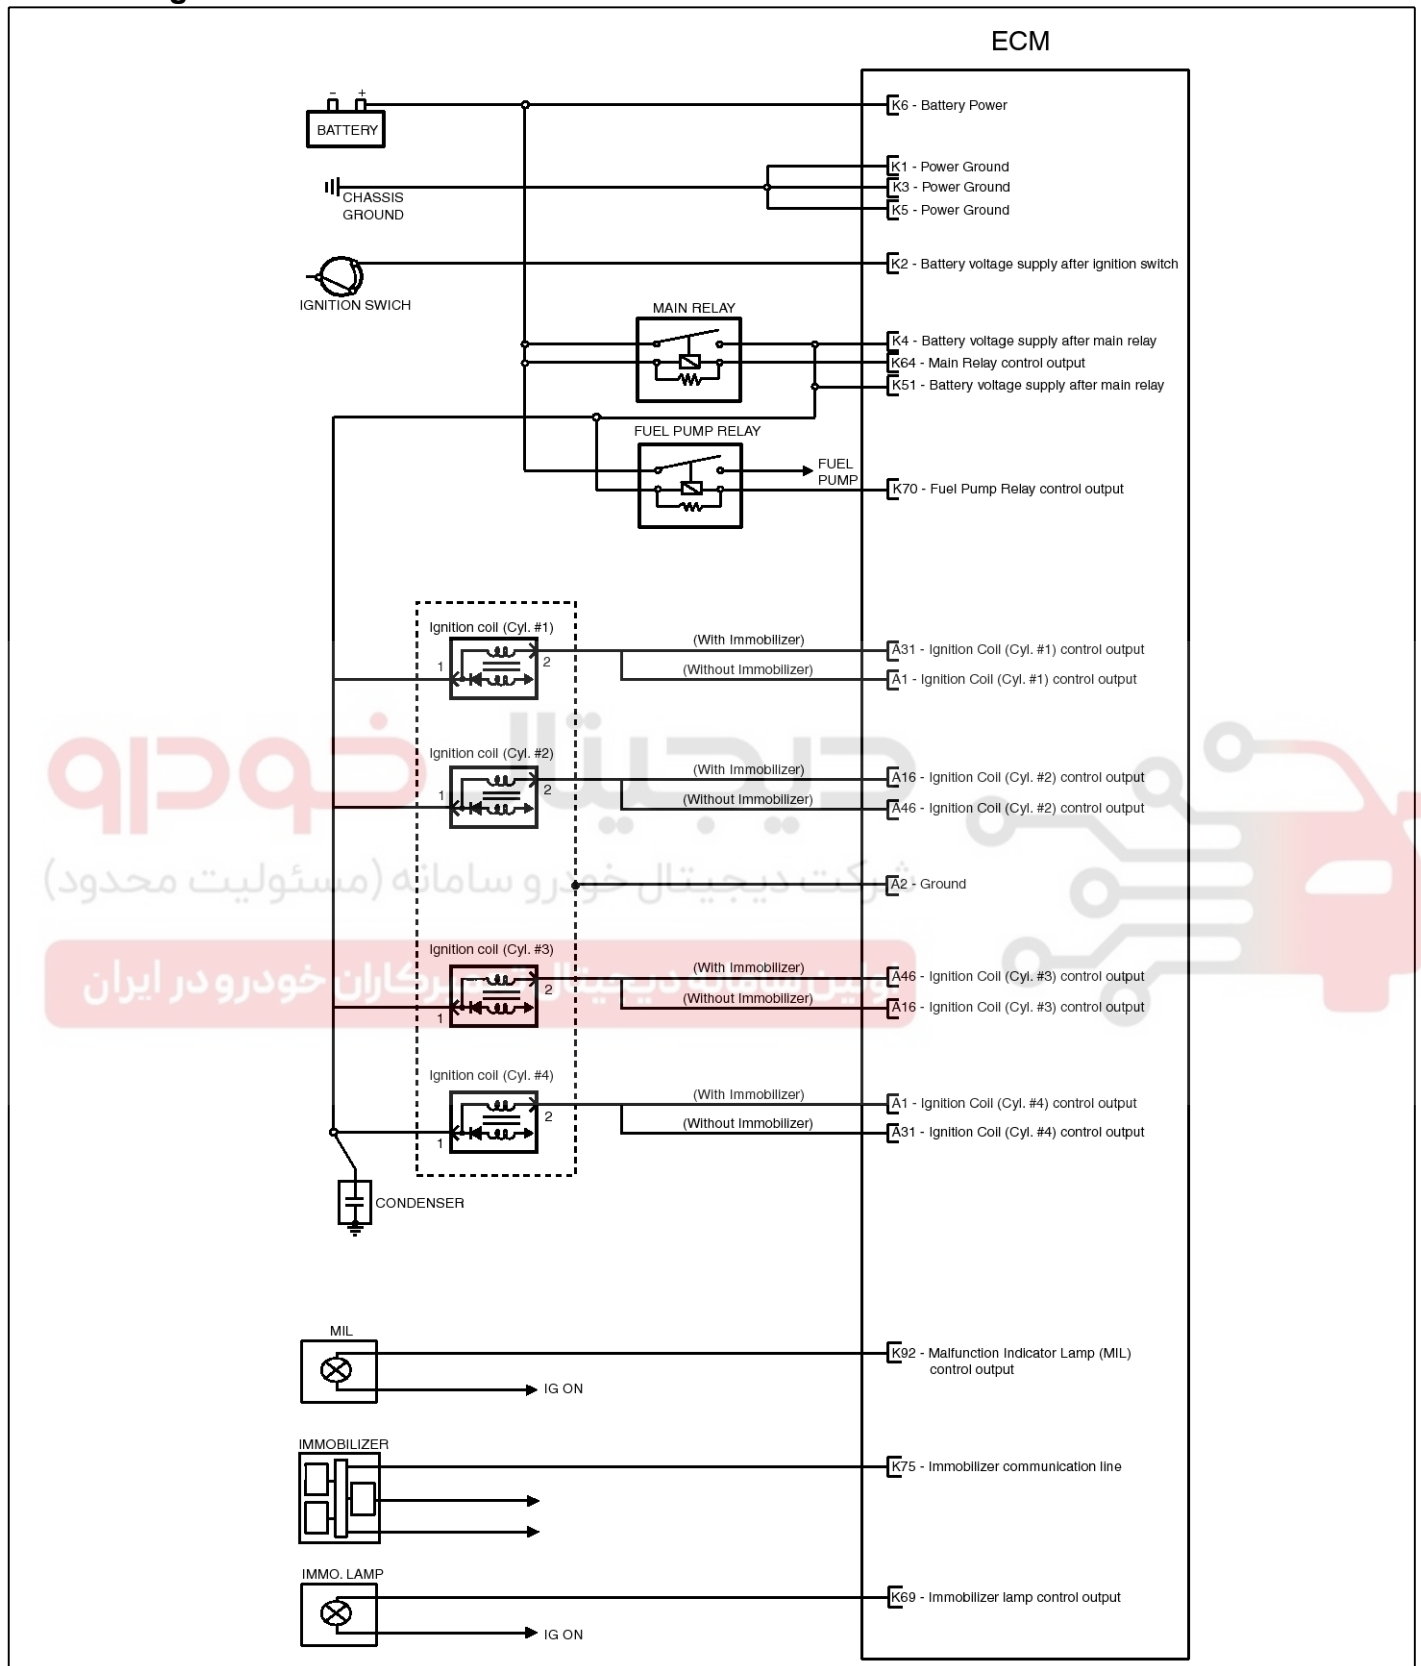 ECM
- +
BATTERY
K6 - Battery Power
K1 - Power Ground
K3 - Power Ground
K5 - Power Ground
CHASSIS
GROUND
K2 - Battery voltage supply after ignition switch
IGNITION SWICH
MAIN RELAY
K4 - Battery voltage supply after main relay
K64 - Main Relay control output
K51 - Battery voltage supply after main relay
FUEL PUMP RELAY
FUEL
PUMP
K70 - Fuel Pump Relay control output
Ignition coil (Cyl. #1)
1
2
(With Immobilizer)
(Without Immobilizer)
A31 - Ignition Coil (Cyl. #1) control output
A1 - Ignition Coil (Cyl. #1) control output
دیجیتال خودرو
Ignition coil (Cyl. #2)
1
2
(With Immobilizer)
(Without Immobilizer)
A16 - Ignition Coil (Cyl. #2) control output
A46 - Ignition Coil (Cyl. #2) control output
شرکت دیجیتال خودرو سامانه (مسئولیت محدود)
A2 - Ground
Ignition coil (Cyl. #3)
1
2
(With Immobilizer)
(Without Immobilizer)
A46 - Ignition Coil (Cyl. #3) control output
A16 - Ignition Coil (Cyl. #3) control output
اولین سامانه دیجیتال تعمیرکاران خودرو در ایران
Ignition coil (Cyl. #4)
1
2
(With Immobilizer)
(Without Immobilizer)
A1 - Ignition Coil (Cyl. #4) control output
A31 - Ignition Coil (Cyl. #4) control output
CONDENSER
MIL
IG ON
K92 - Malfunction Indicator Lamp (MIL)
control output
IMMOBILIZER
K75 - Immobilizer communication line
IMMO. LAMP
IG ON
K69 - Immobilizer lamp control output